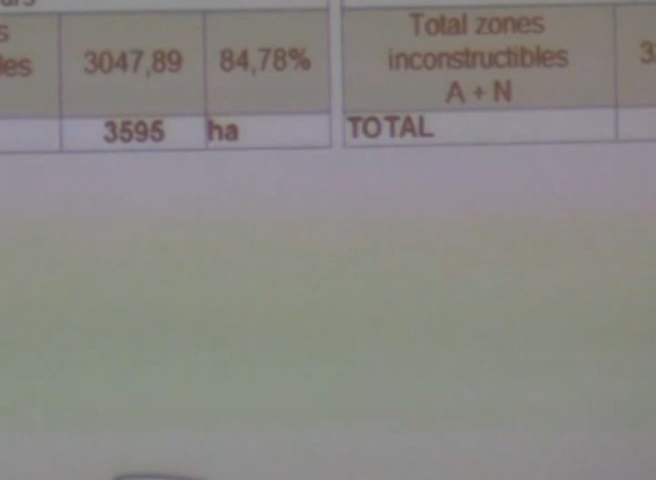 3047,89 84,78%
3595 ha
Total zones
inconstructibles
A + N
TOTAL